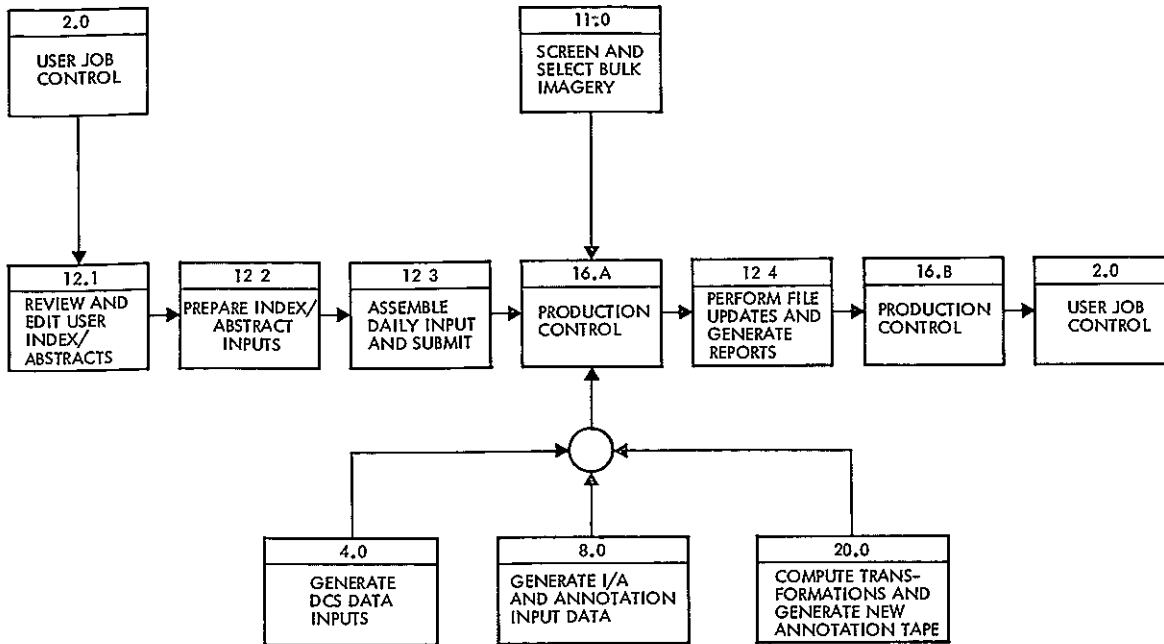 2.0
USER JOB
CONTROL
11.0
SCREEN AND
SELECT BULK
IMAGERY
12.1
REVIEW AND
EDIT USER
INDEX/
ABSTRACTS
12 2
PREPARE INDEX/
ABSTRACT
INPUTS
12 3
ASSEMBLE
DAILY INPUT
AND SUBMIT
16.A
PRODUCTION
CONTROL
12 4
PERFORM FILE
UPDATES AND
GENERATE
REPORTS
16.B
PRODUCTION
CONTROL
2.0
USER JOB
CONTROL
4.0
GENERATE
DCS DATA
INPUTS
8.0
GENERATE I/A
AND ANNOTATION
INPUT DATA
20.0
COMPUTE TRANS-
FORMATIONS AND
GENERATE NEW
ANNOTATION TAPE